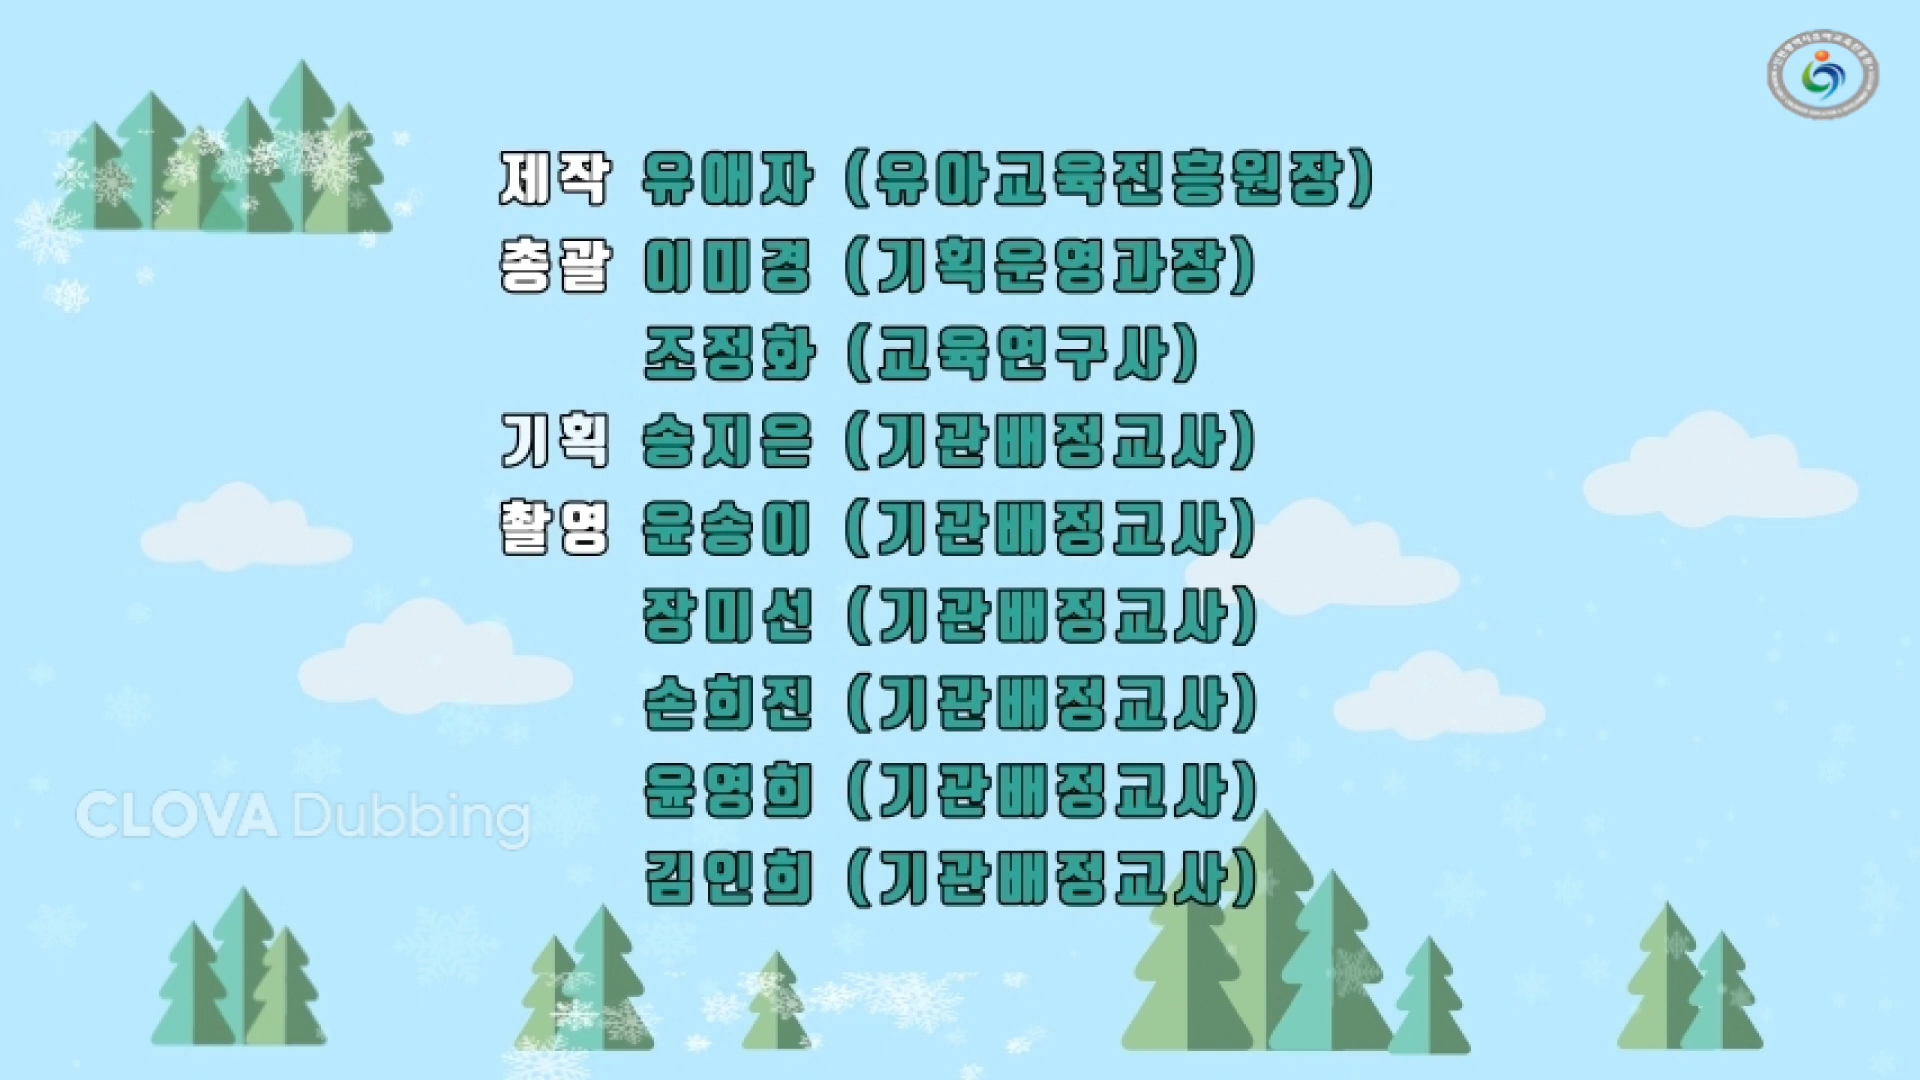 제작 유애자 (유아교육진흥원장)
총괄 이미경 (기획운영과장)
조정화 (교육연구사)
기획 송지은 (기관배정교사)
촬영 윤송이 (기관배정교사)
장미선 (기관배정교사)
손희진 (기관배정교사)
윤영희 (기관배정교사)
김인희 (기관배정교사)
CLOVA Dubbing